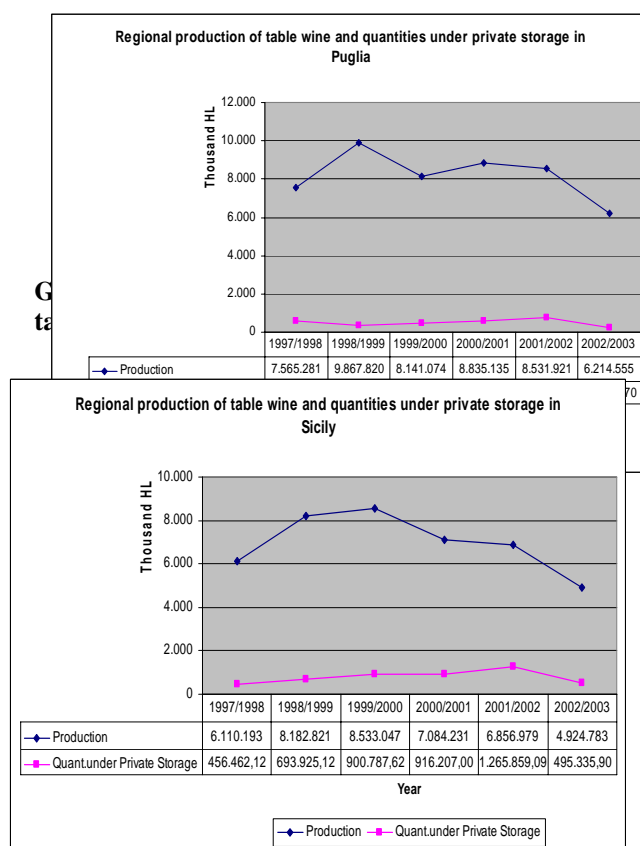 Regional production of table wine and quantities under private storage in
Puglia
Thousand HL
12.000
10.000
8.000
6.000
4.000
2.000
0
1997/1998 1998/1999 1999/2000 2000/2001 2001/2002 2002/2003
Production 7.565.281 9.867.820 8.141.074 8.835.135 8.531.921 6.214.555
70
G
ta
Regional production of table wine and quantities under private storage in
Sicily
Thousand HL
10.000
8.000
6.000
4.000
2.000
0
1997/1998 1998/1999 1999/2000 2000/2001 2001/2002 2002/2003
Production 6.110.193 8.182.821 8.533.047 7.084.231 6.856.979 4.924.783
Quant.under Private Storage 456.462,12 693.925,12 900.787,62 916.207,00 1.265.859,09 495.335,90
Year
Production Quant.under Private Storage